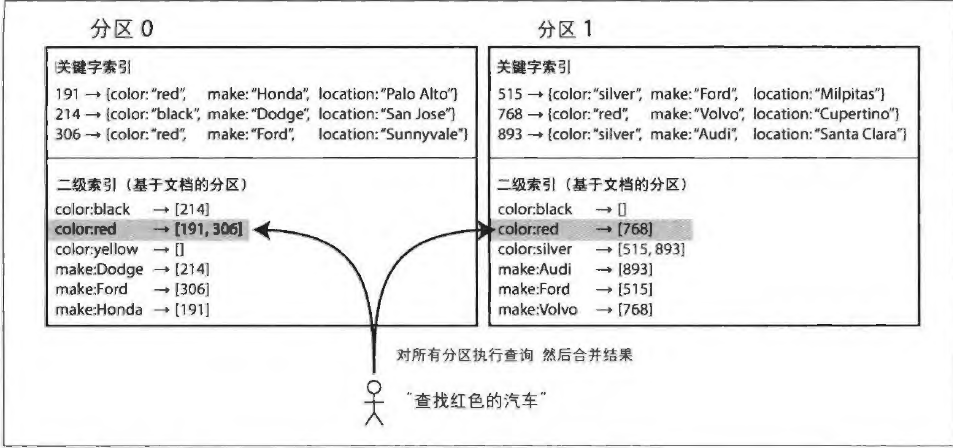 分区 0
关键字索引
191 → {color: "red", make: "Honda", location: "Palo Alto"}
214 → {color: "black", make: "Dodge", location: "San Jose"}
306 → {color: "red", make: "Ford", location: "Sunnyvale"}
二级索引（基于文档的分区）
color:black → [214]
color:red → [191, 306]
color:yellow → []
make:Dodge → [214]
make:Ford → [306]
make:Honda → [191]
分区 1
关键字索引
515 → {color: "silver", make: "Ford", location: "Milpitas"}
768 → {color: "red", make: "Volvo", location: "Cupertino"}
893 → {color: "silver", make: "Audi", location: "Santa Clara"}
二级索引（基于文档的分区）
color:black → []
color:red → [768]
color:silver → [515, 893]
make:Audi → [893]
make:Ford → [515]
make:Volvo → [768]
对所有分区执行查询 然后合并结果
"查找红色的汽车"